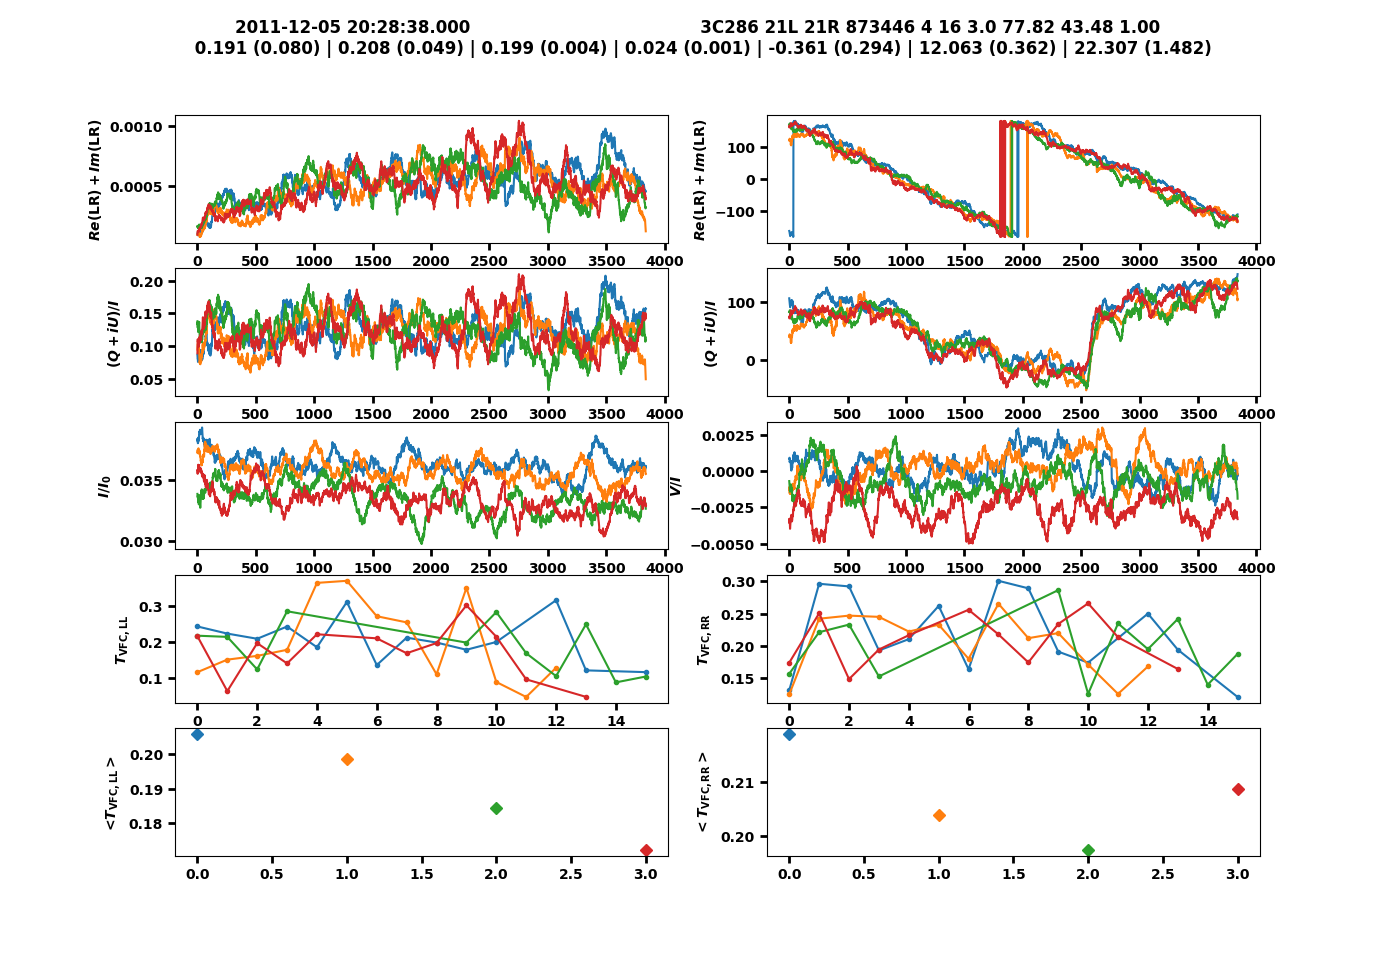 2011-12-05 20:28:38.000 3C286 21L 21R 873446 4 16 3.0 77.82 43.48 1.00
0.191 (0.080) | 0.208 (0.049) | 0.199 (0.004) | 0.024 (0.001) | -0.361 (0.294) | 12.063 (0.362) | 22.307 (1.482)
Re(LR) + Im(LR)
0.0010
0.0005
0 500 1000 1500 2000 2500 3000 3500 4000
Re(LR) + Im(LR)
100
0
−100
0 500 1000 1500 2000 2500 3000 3500 4000
(Q + iU)/I
0.20
0.15
0.10
0.05
0 500 1000 1500 2000 2500 3000 3500 4000
(Q + iU)/I
100
0
0 500 1000 1500 2000 2500 3000 3500 4000
I/I0
0.035
0.030
0 500 1000 1500 2000 2500 3000 3500 4000
V/I
0.0025
0.0000
−0.0025
−0.0050
0 500 1000 1500 2000 2500 3000 3500 4000
TVFC, LL
0.3
0.2
0.1
0 2 4 6 8 10 12 14
TVFC, RR
0.30
0.25
0.20
0.15
0 2 4 6 8 10 12 14
<TVFC, LL >
0.20
0.19
0.18
0.0 0.5 1.0 1.5 2.0 2.5 3.0
< TVFC, RR >
0.21
0.20
0.0 0.5 1.0 1.5 2.0 2.5 3.0